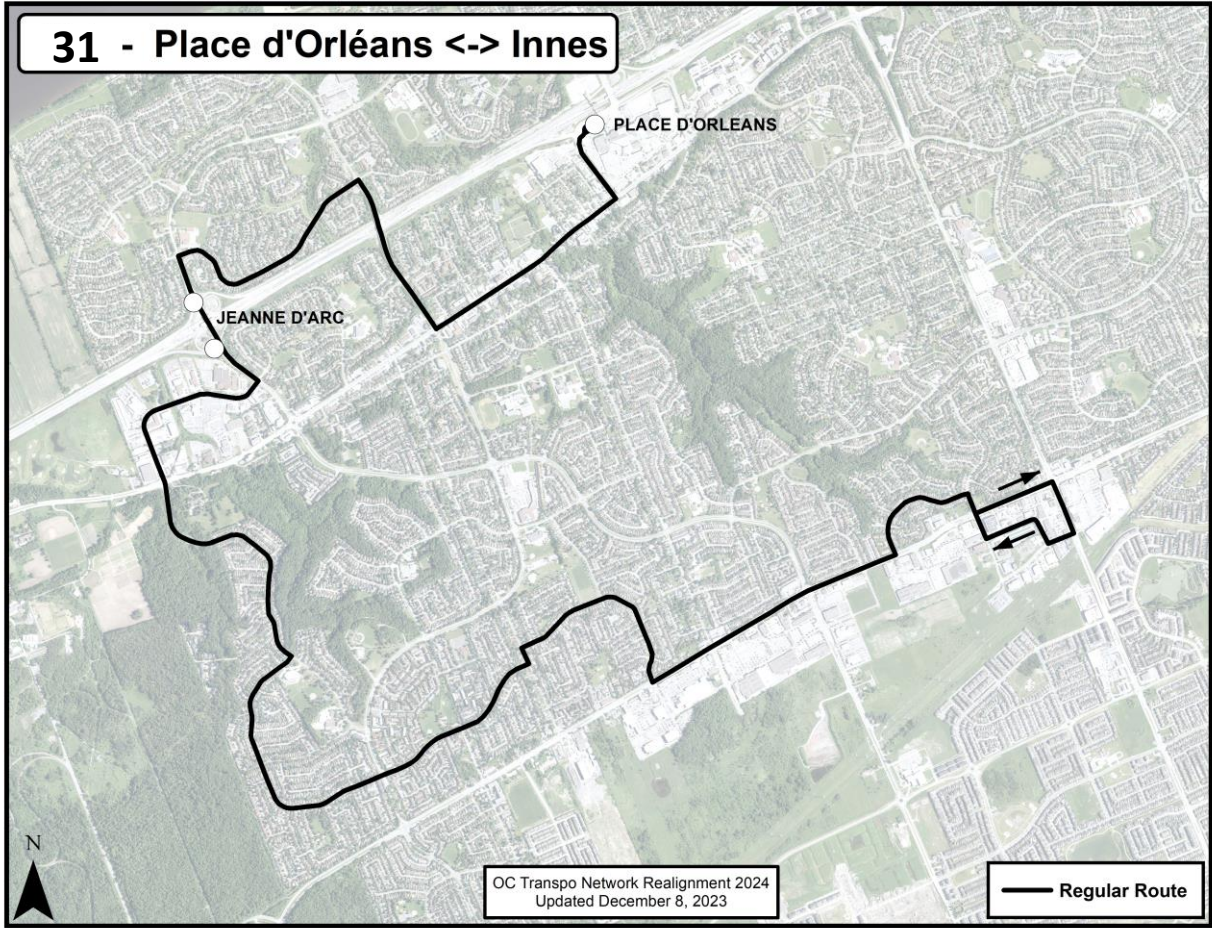 31 - Place d'Orléans <-> Innes
PLACE D'ORLEANS
JEANNE D'ARC
N
OC Transpo Network Realignment 2024
Updated December 8, 2023
Regular Route